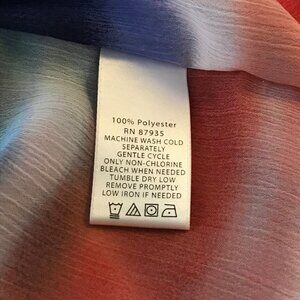 100% Polyester
RN 87935
MACHINE WASH COLD
SEPARATELY
GENTLE CYCLE
ONLY NON-CHLORINE
BLEACH WHEN NEEDED
TUMBLE DRY LOW
REMOVE PROMPTLY
LOW IRON IF NEEDED